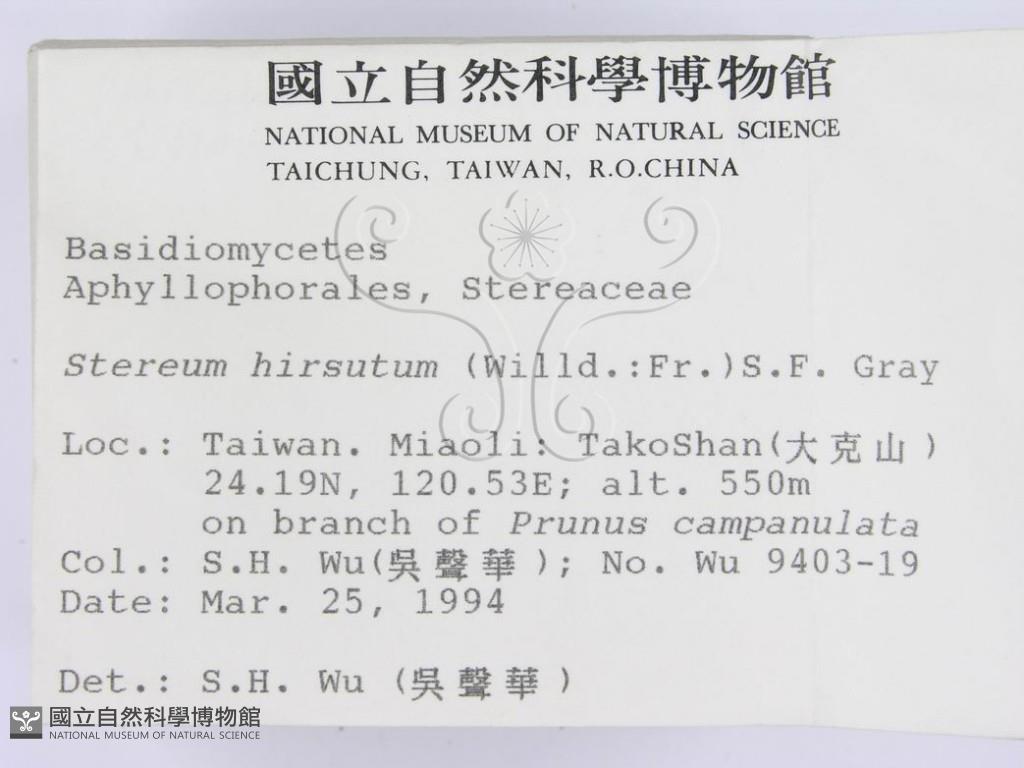 國立自然科學博物館
NATIONAL MUSEUM OF NATURAL SCIENCE
TAICHUNG, TAIWAN, R.O.CHINA
Basidiomycetes
Aphyllophorales, Stereaceae
Stereum hirsutum (Willd.:Fr.)S.F. Gray
Loc.: Taiwan. Miaoli: TakoShan(大克山)
24.19N, 120.53E; alt. 550m
on branch of Prunus campanulata
Col.: S.H. Wu(吳聲華); No. Wu 9403-19
Date: Mar. 25, 1994
Det.: S.H. Wu (吳聲華)
國立自然科學博物館
NATIONAL MUSEUM OF NATURAL SCIENCE